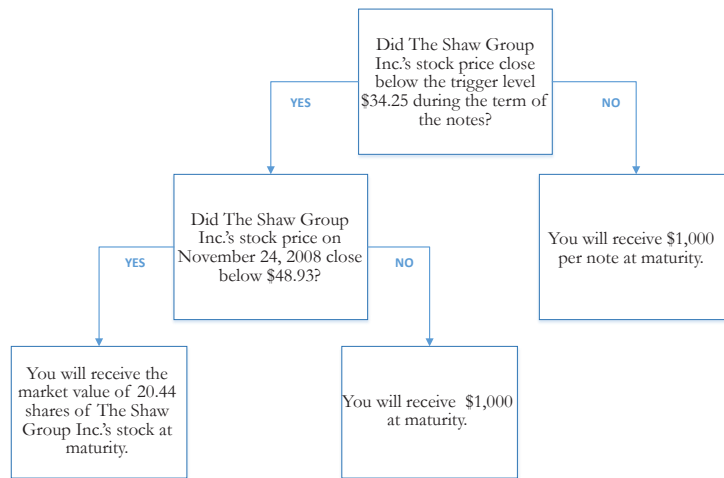 Did The Shaw Group
Inc.'s stock price close
below the trigger level
$34.25 during the term of
the notes?
YES
NO
Did The Shaw Group
Inc.'s stock price on
November 24, 2008 close
below $48.93?
You will receive $1,000
per note at maturity.
YES
NO
You will receive the
market value of 20.44
shares of The Shaw
Group Inc.'s stock at
maturity.
You will receive $1,000
at maturity.